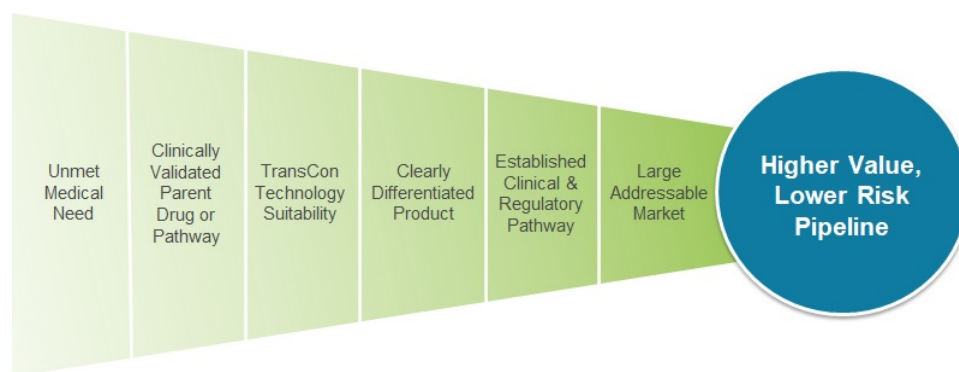 Unmet
Medical
Need
Clinically
Validated
Parent
Drug or
Pathway
TransCon
Technology
Suitability
Clearly
Differentiated
Product
Established
Clinical &
Regulatory
Pathway
Large
Addressable
Market
Higher Value,
Lower Risk
Pipeline